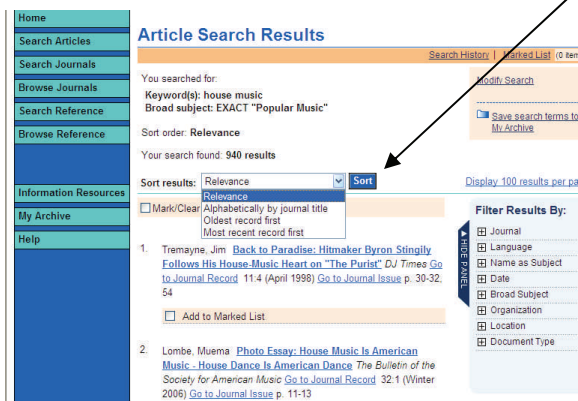 Home
Search Articles
Search Journals
Browse Journals
Search Reference
Browse Reference
Information Resources
My Archive
Help
Article Search Results
Search History | Marked List (0 item
You searched for:
Keyword(s): house music
Broad subject: EXACT "Popular Music"
Sort order: Relevance
Your search found: 940 results
Modify Search
Save search terms to
My Archive
Sort results: Relevance Sort
Display 100 results per pa
Relevance
Alphabetically by journal title
Oldest record first
Most recent record first
Mark/Clear
1. Tremayne, Jim Back to Paradise: Hitmaker Byron Stingily
Follows His House-Music Heart on "The Purist" DJ Times Go
to Journal Record 11:4 (April 1998) Go to Journal Issue p. 30-32,
54
Add to Marked List
2. Lombe, Muema Photo Essay: House Music Is American
Music - House Dance Is American Dance The Bulletin of the
Society for American Music Go to Journal Record 32:1 (Winter
2006) Go to Journal Issue p. 11-13
HIDE PANEL
Filter Results By:
Journal
Language
Name as Subject
Date
Broad Subject
Organization
Location
Document Type